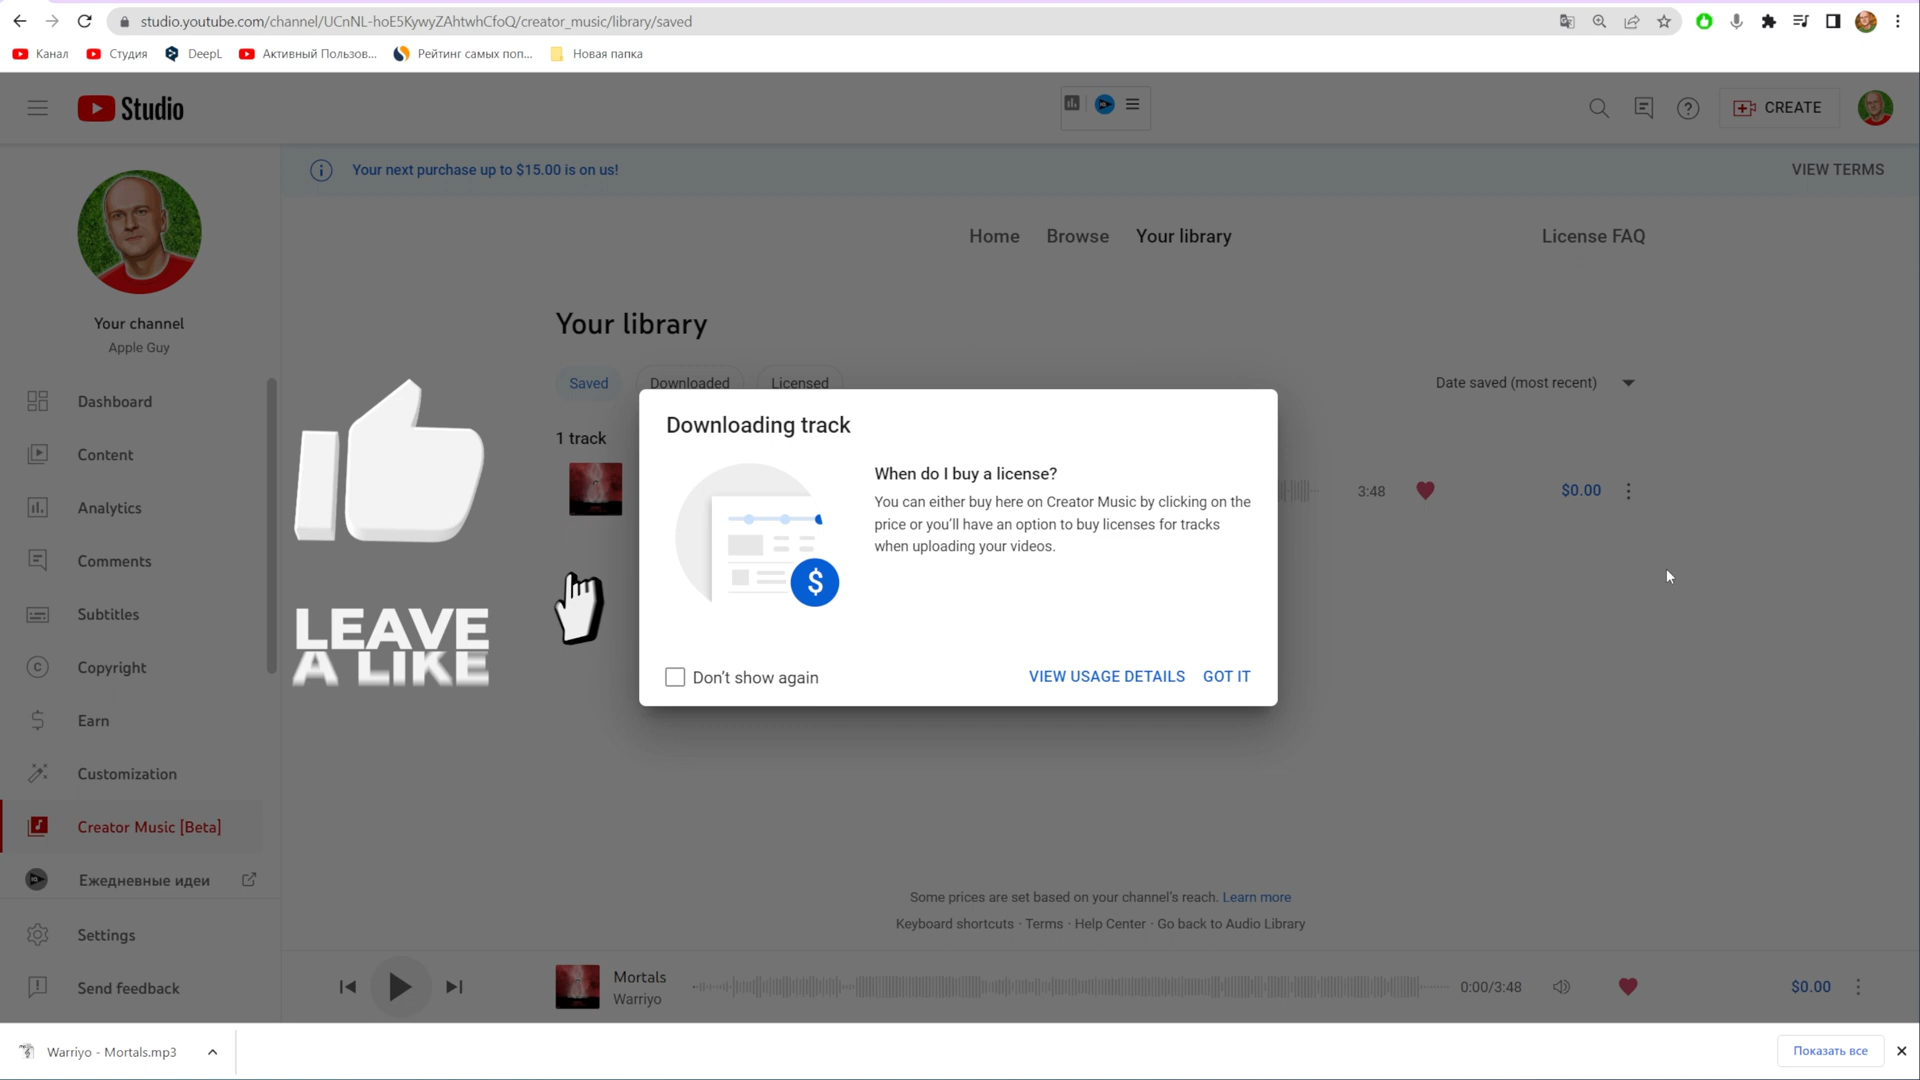 studio.youtube.com/channel/UCnNL-hoE5KywyZAhtwhCfoQ/creator_music/library/saved
Канал
Студия
DeepL
Активный Пользов...
Рейтинг самых поп...
Новая папка
Studio
CREATE
Your next purchase up to $15.00 is on us!
VIEW TERMS
Home
Browse
Your library
License FAQ
Your channel
Apple Guy
Dashboard
Content
Analytics
Comments
Subtitles
Copyright
Earn
Customization
Creator Music [Beta]
Ежедневные идеи
Settings
Send feedback
Your library
Saved
Downloaded
Licensed
Date saved (most recent)
1 track
3:48
$0.00
LEAVE
A LIKE
Downloading track
When do I buy a license?
You can either buy here on Creator Music by clicking on the
price or you'll have an option to buy licenses for tracks
when uploading your videos.
Don't show again
VIEW USAGE DETAILS
GOT IT
Some prices are set based on your channel's reach. Learn more
Keyboard shortcuts · Terms · Help Center · Go back to Audio Library
Mortals
Warriyo
0:00/3:48
$0.00
Warriyo - Mortals.mp3
Показать все